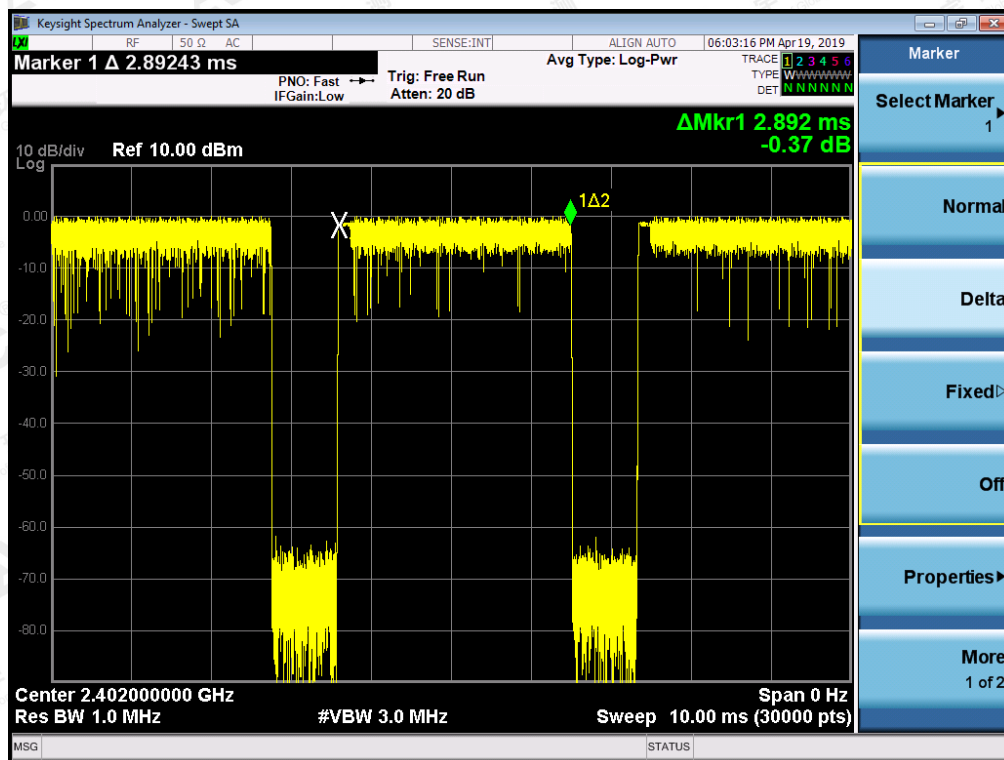 Keysight Spectrum Analyzer - Swept SA
LXI RF 50 Ω AC SENSE:INT ALIGN AUTO 06:03:16 PM Apr 19, 2019
Marker 1 Δ 2.89243 ms
PNO: Fast
IFGain:Low
Trig: Free Run
Atten: 20 dB
Avg Type: Log-Pwr
TRACE 1 2 3 4 5 6
TYPE WWWWWW
DET N N N N N N
ΔMkr1 2.892 ms
-0.37 dB
10 dB/div Ref 10.00 dBm
Log
1Δ2
0.00
-10.0
-20.0
-30.0
-40.0
-50.0
-60.0
-70.0
-80.0
Center 2.402000000 GHz Span 0 Hz
Res BW 1.0 MHz #VBW 3.0 MHz Sweep 10.00 ms (30000 pts)
MSG STATUS
Marker
Select Marker
1
Normal
Delta
Fixed
Off
Properties
More
1 of 2